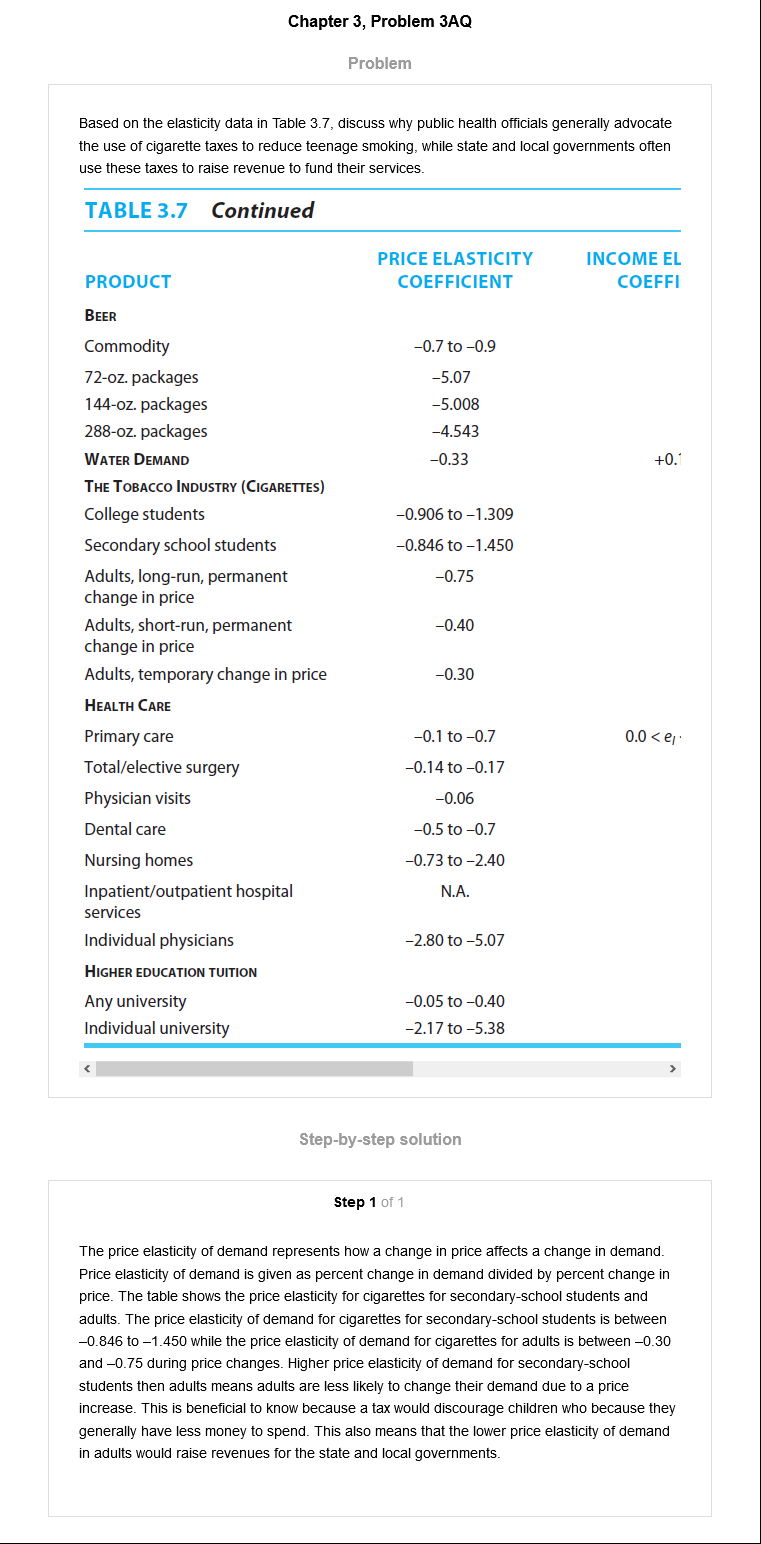 Chapter 3, Problem 3AQ
Problem
Based on the elasticity data in Table 3.7, discuss why public health officials generally advocate
the use of cigarette taxes to reduce teenage smoking, while state and local governments often
use these taxes to raise revenue to fund their services.
TABLE 3.7 Continued
PRICE ELASTICITY INCOME EL
PRODUCT COEFFICIENT COEFFI
BEER
Commodity –0.7 to –0.9
72-oz. packages –5.07
144-oz. packages –5.008
288-oz. packages –4.543
WATER DEMAND –0.33 +0.1
THE TOBACCO INDUSTRY (CIGARETTES)
College students –0.906 to –1.309
Secondary school students –0.846 to –1.450
Adults, long-run, permanent –0.75
change in price
Adults, short-run, permanent –0.40
change in price
Adults, temporary change in price –0.30
HEALTH CARE
Primary care –0.1 to –0.7 0.0 < eI
Total/elective surgery –0.14 to –0.17
Physician visits –0.06
Dental care –0.5 to –0.7
Nursing homes –0.73 to –2.40
Inpatient/outpatient hospital N.A.
services
Individual physicians –2.80 to –5.07
HIGHER EDUCATION TUITION
Any university –0.05 to –0.40
Individual university –2.17 to –5.38
Step-by-step solution
Step 1 of 1
The price elasticity of demand represents how a change in price affects a change in demand.
Price elasticity of demand is given as percent change in demand divided by percent change in
price. The table shows the price elasticity for cigarettes for secondary-school students and
adults. The price elasticity of demand for cigarettes for secondary-school students is between
–0.846 to –1.450 while the price elasticity of demand for cigarettes for adults is between –0.30
and –0.75 during price changes. Higher price elasticity of demand for secondary-school
students then adults means adults are less likely to change their demand due to a price
increase. This is beneficial to know because a tax would discourage children who because they
generally have less money to spend. This also means that the lower price elasticity of demand
in adults would raise revenues for the state and local governments.